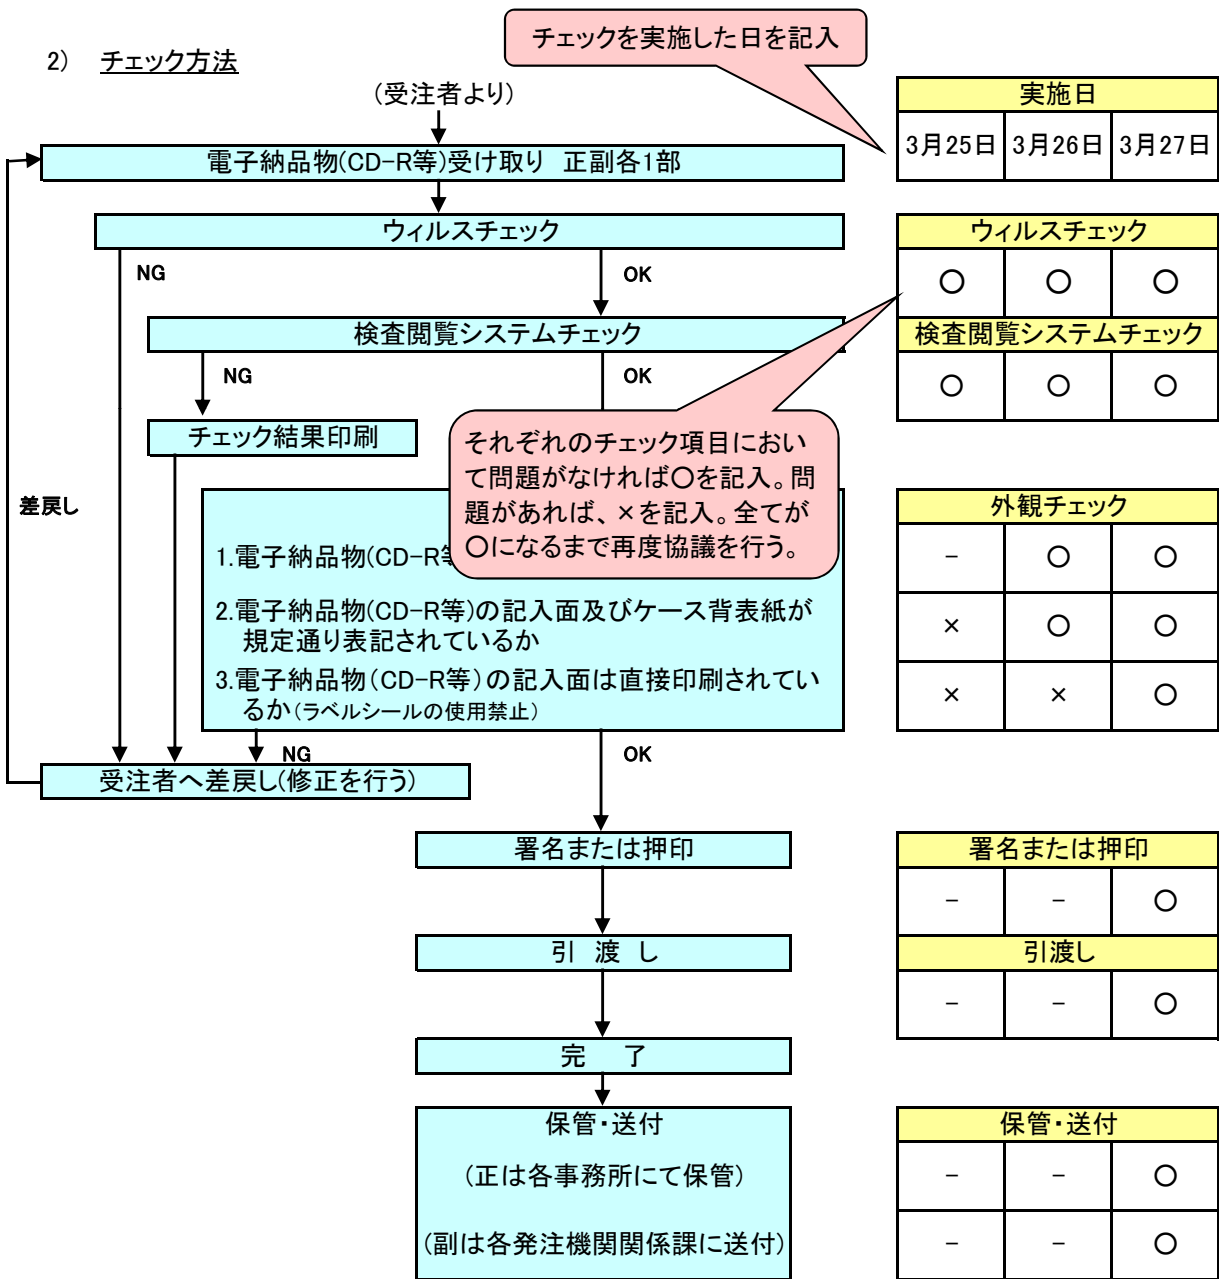 チェックを実施した日を記入
2) チェック方法
(受注者より)
実施日
3月25日 3月26日 3月27日
電子納品物(CD-R等)受け取り 正副各1部
ウィルスチェック
ウィルスチェック
NG
OK
○ ○ ○
検査閲覧システムチェック
検査閲覧システムチェック
NG
OK
○ ○ ○
チェック結果印刷
それぞれのチェック項目におい
て問題がなければ○を記入。問
題があれば、×を記入。全てが
○になるまで再度協議を行う。
差戻し
外観チェック
1.電子納品物(CD-R等
- ○ ○
2.電子納品物(CD-R等)の記入面及びケース背表紙が
規定通り表記されているか
× ○ ○
3.電子納品物(CD-R等)の記入面は直接印刷されてい
るか(ラベルシールの使用禁止)
× × ○
NG
OK
受注者へ差戻し(修正を行う)
署名または押印
署名または押印
- - ○
引 渡 し
引渡し
- - ○
完 了
保管・送付
保管・送付
(正は各事務所にて保管)
- - ○
(副は各発注機関関係課に送付)
- - ○